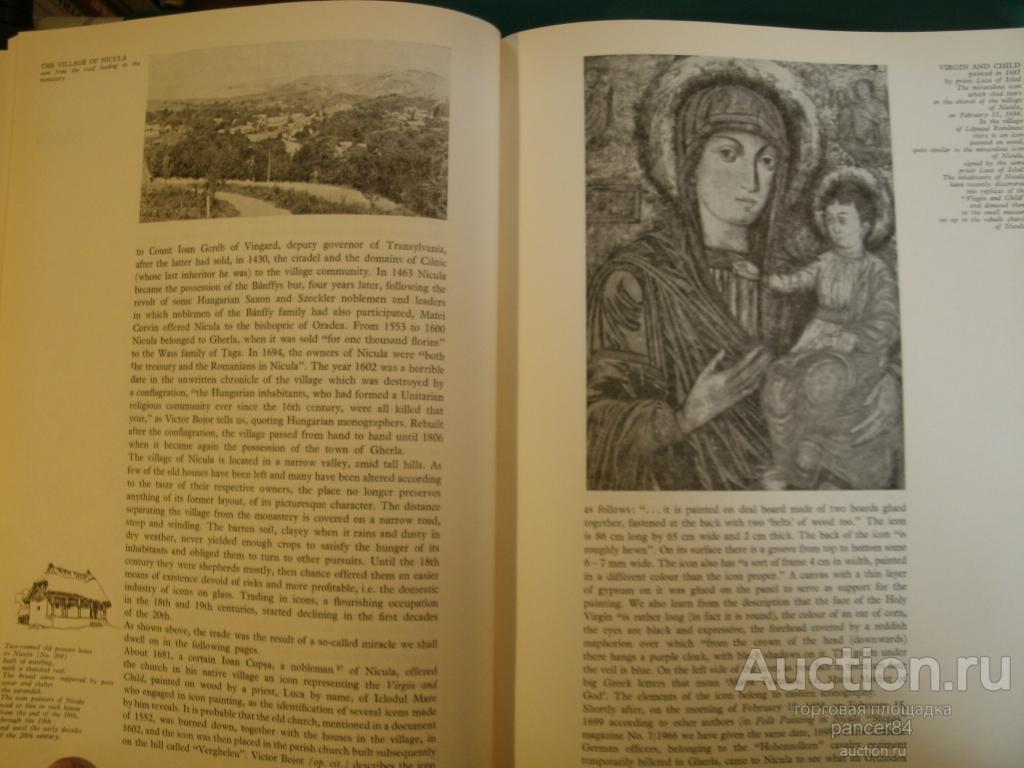 THE VILLAGE OF NICULA
seen from the road leading to the
monastery
to Count Ioan Geréb of Vingard, deputy governor of Transylvania,
after the latter had sold, in 1430, the citadel and the domains of Cîlnic
(whose last inheritor he was) to the village community. In 1463 Nicula
became the possession of the Bánffys but, four years later, following the
revolt of some Hungarian Saxon and Szeckler noblemen and leaders
in which noblemen of the Bánffy family had also participated, Matei
Corvin offered Nicula to the bishopric of Oradea. From 1553 to 1600
Nicula belonged to Gherla, when it was sold "for one thousand florins"
to the Wass family of Taga. In 1694, the owners of Nicula were "both
the treasury and the Romanians in Nicula". The year 1602 was a horrible
date in the unwritten chronicle of the village which was destroyed by
a conflagration, "the Hungarian inhabitants, who had formed a Unitarian
religious community ever since the 16th century, were all killed that
year," as Victor Bojor tells us, quoting Hungarian monographers. Rebuilt
after the conflagration, the village passed from hand to hand until 1806
when it became again the possession of the town of Gherla.
The village of Nicula is located in a narrow valley, amid tall hills. As
few of the old houses have been left and many have been altered according
to the taste of their respective owners, the place no longer preserves
anything of its former layout, of its picturesque character. The distance
separating the village from the monastery is covered on a narrow road,
steep and winding. The barren soil, clayey when it rains and dusty in
dry weather, never yielded enough crops to satisfy the hunger of its
inhabitants and obliged them to turn to other pursuits. Until the 18th
century they were shepherds mostly, then chance offered them an easier
means of existence devoid of risks and more profitable, i.e. the domestic
industry of icons on glass. Trading in icons, a flourishing occupation
in the 18th and 19th centuries, started declining in the first decades
of the 20th.
As shown above, the trade was the result of a so-called miracle we shall
dwell on in the following pages.
About 1681, a certain Ioan Cupşa, a nobleman 37 of Nicula, offered
the church in his native village an icon representing the Virgin and
Child, painted on wood by a priest, Luca by name, of Iclodul Mare
who engaged in icon painting, as the identification of several icons made
by him reveals. It is probable that the old church, mentioned in a document
of 1552, was burned down, together with the houses in the village, in
1602, and the icon was then placed in the parish church built subsequently
on the hill called "Vergheleu". Victor Bojor (op. cit.) describes the icon
Two-roomed old peasant house
in Nicula (No. 209)
built of wattling,
with a thatched roof.
The broad eaves supported by posts
cover and shelter
the verandah.
The icon painters of Nicula
used to live in such houses
from the end of the 18th,
through the 19th
and until the early decades
of the 20th century.
VIRGIN AND CHILD
painted in 1681
by priest Luca of Iclod
The miraculous icon
which shed tears
in the church of the village
of Nicula,
on February 15, 1694.
In the village
of Lăpuşul Românesc
there is an icon
painted on wood,
quite similar to the miraculous icon
of Nicula,
signed by the same
priest Luca of Iclod
The inhabitants of Nicula
have recently discovered
two replicas of the
"Virgin and Child"
and donated them
to the small museum
set up in the rebuilt church
of Nicula
as follows: "... it is painted on deal board made of two boards glued
together, fastened at the back with two 'belts' of wood too." The icon
is 86 cm long by 65 cm wide and 2 cm thick. The back of the icon "is
roughly hewn". On its surface there is a groove from top to bottom some
6—7 mm wide. The icon also has "a sort of frame 4 cm in width, painted
in a different colour than the icon proper." A canvas with a thin layer
of gypsum on it was glued on the panel to serve as support for the
painting. We also learn from the description that the face of the Holy
Virgin "is rather long (in fact it is round), the colour of an ear of corn,
the eyes are black and expressive, the forehead covered by a reddish
maphorion over which "from the crown of the head (downwards)
there hangs a purple cloak, with shadows on it. The under
the veil is blue. On the left side of
big Greek letters that mean
God'. The elements of the icon belong to eastern iconography.
Shortly after, on the morning of February
1699 according to other authors (in Folk Painting
magazine No. 7/1966 we have given the same date,
German officers, belonging to the "Hohenzollern" cavalry regiment
temporarily billeted in Gherla, came to Nicula to see what an Orthodox
Auction.ru
торговая площадка
pancer84
auction.ru